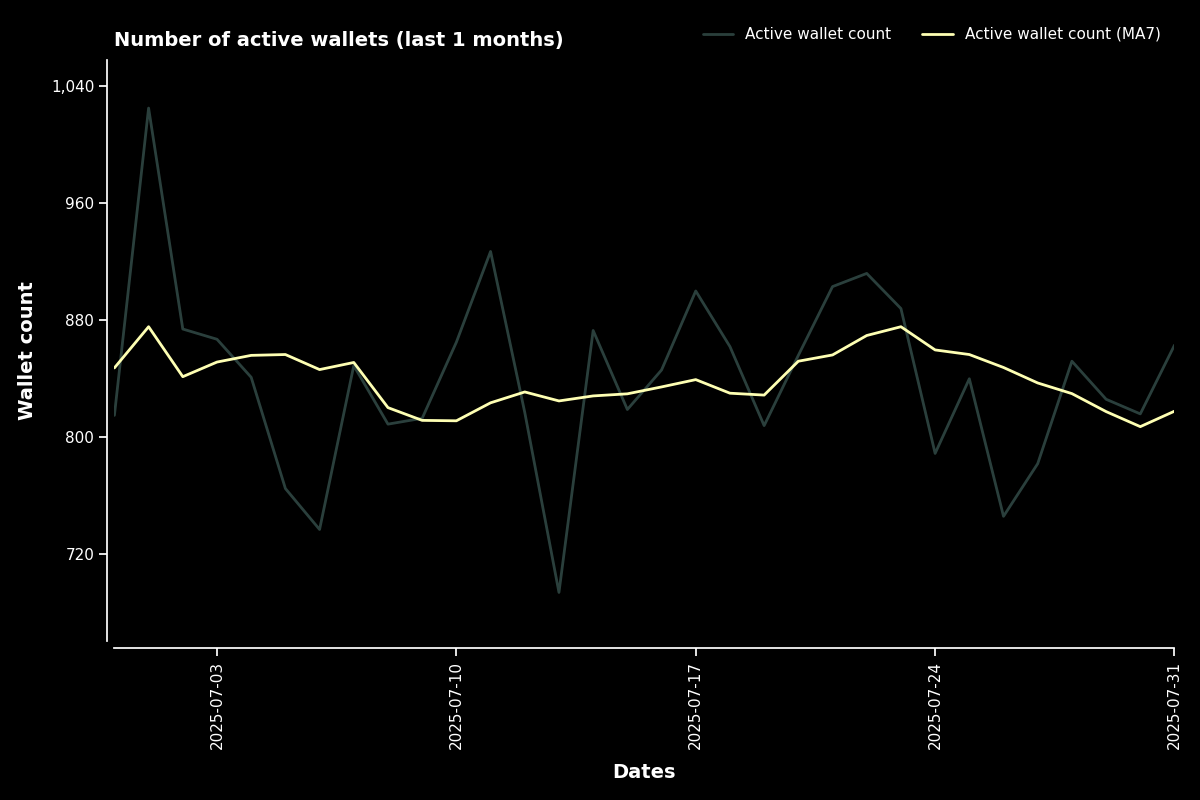 Number of active wallets (last 1 months)
Active wallet count
Active wallet count (MA7)
1,040
960
880
800
720
Wallet count
2025-07-03
2025-07-10
2025-07-17
2025-07-24
2025-07-31
Dates